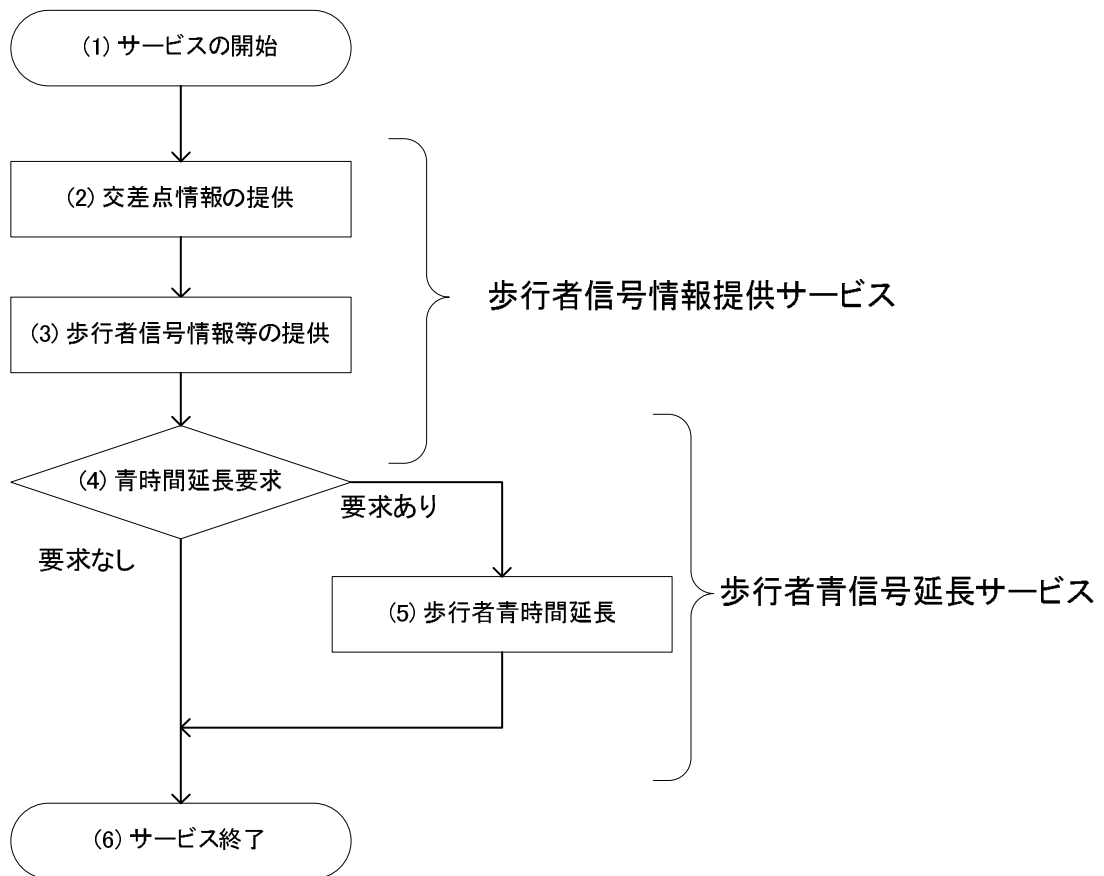 (1) サービスの開始
(2) 交差点情報の提供
(3) 歩行者信号情報等の提供
歩行者信号情報提供サービス
(4) 青時間延長要求
要求あり
要求なし
(5) 歩行者青時間延長
歩行者青信号延長サービス
(6) サービス終了